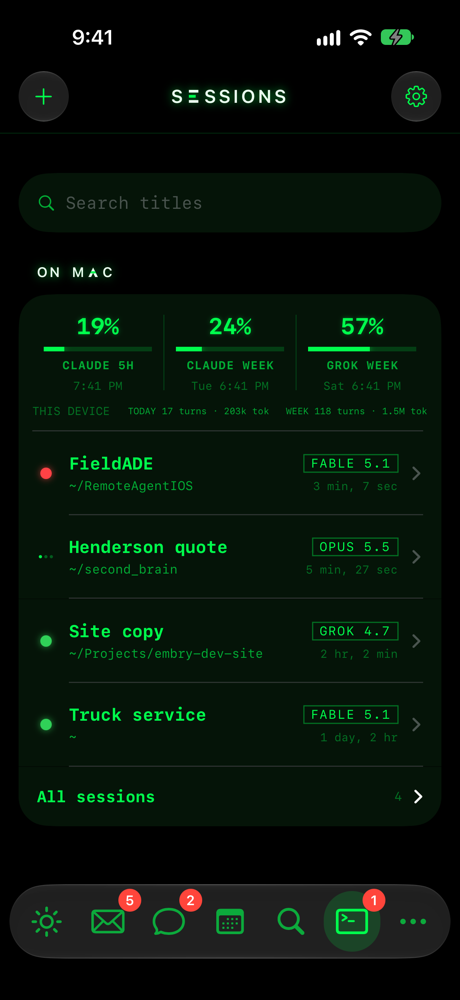 9:41
SESSIONS
Search titles
ON MAC
19% 24% 57%
CLAUDE 5H CLAUDE WEEK GROK WEEK
7:41 PM Tue 6:41 PM Sat 6:41 PM
THIS DEVICE TODAY 17 turns · 203k tok WEEK 118 turns · 1.5M tok
FieldADE FABLE 5.1
~/RemoteAgentIOS 3 min, 7 sec
Henderson quote OPUS 5.5
~/second_brain 5 min, 27 sec
Site copy GROK 4.7
~/Projects/embry-dev-site 2 hr, 2 min
Truck service FABLE 5.1
~ 1 day, 2 hr
All sessions 4
5 2 1